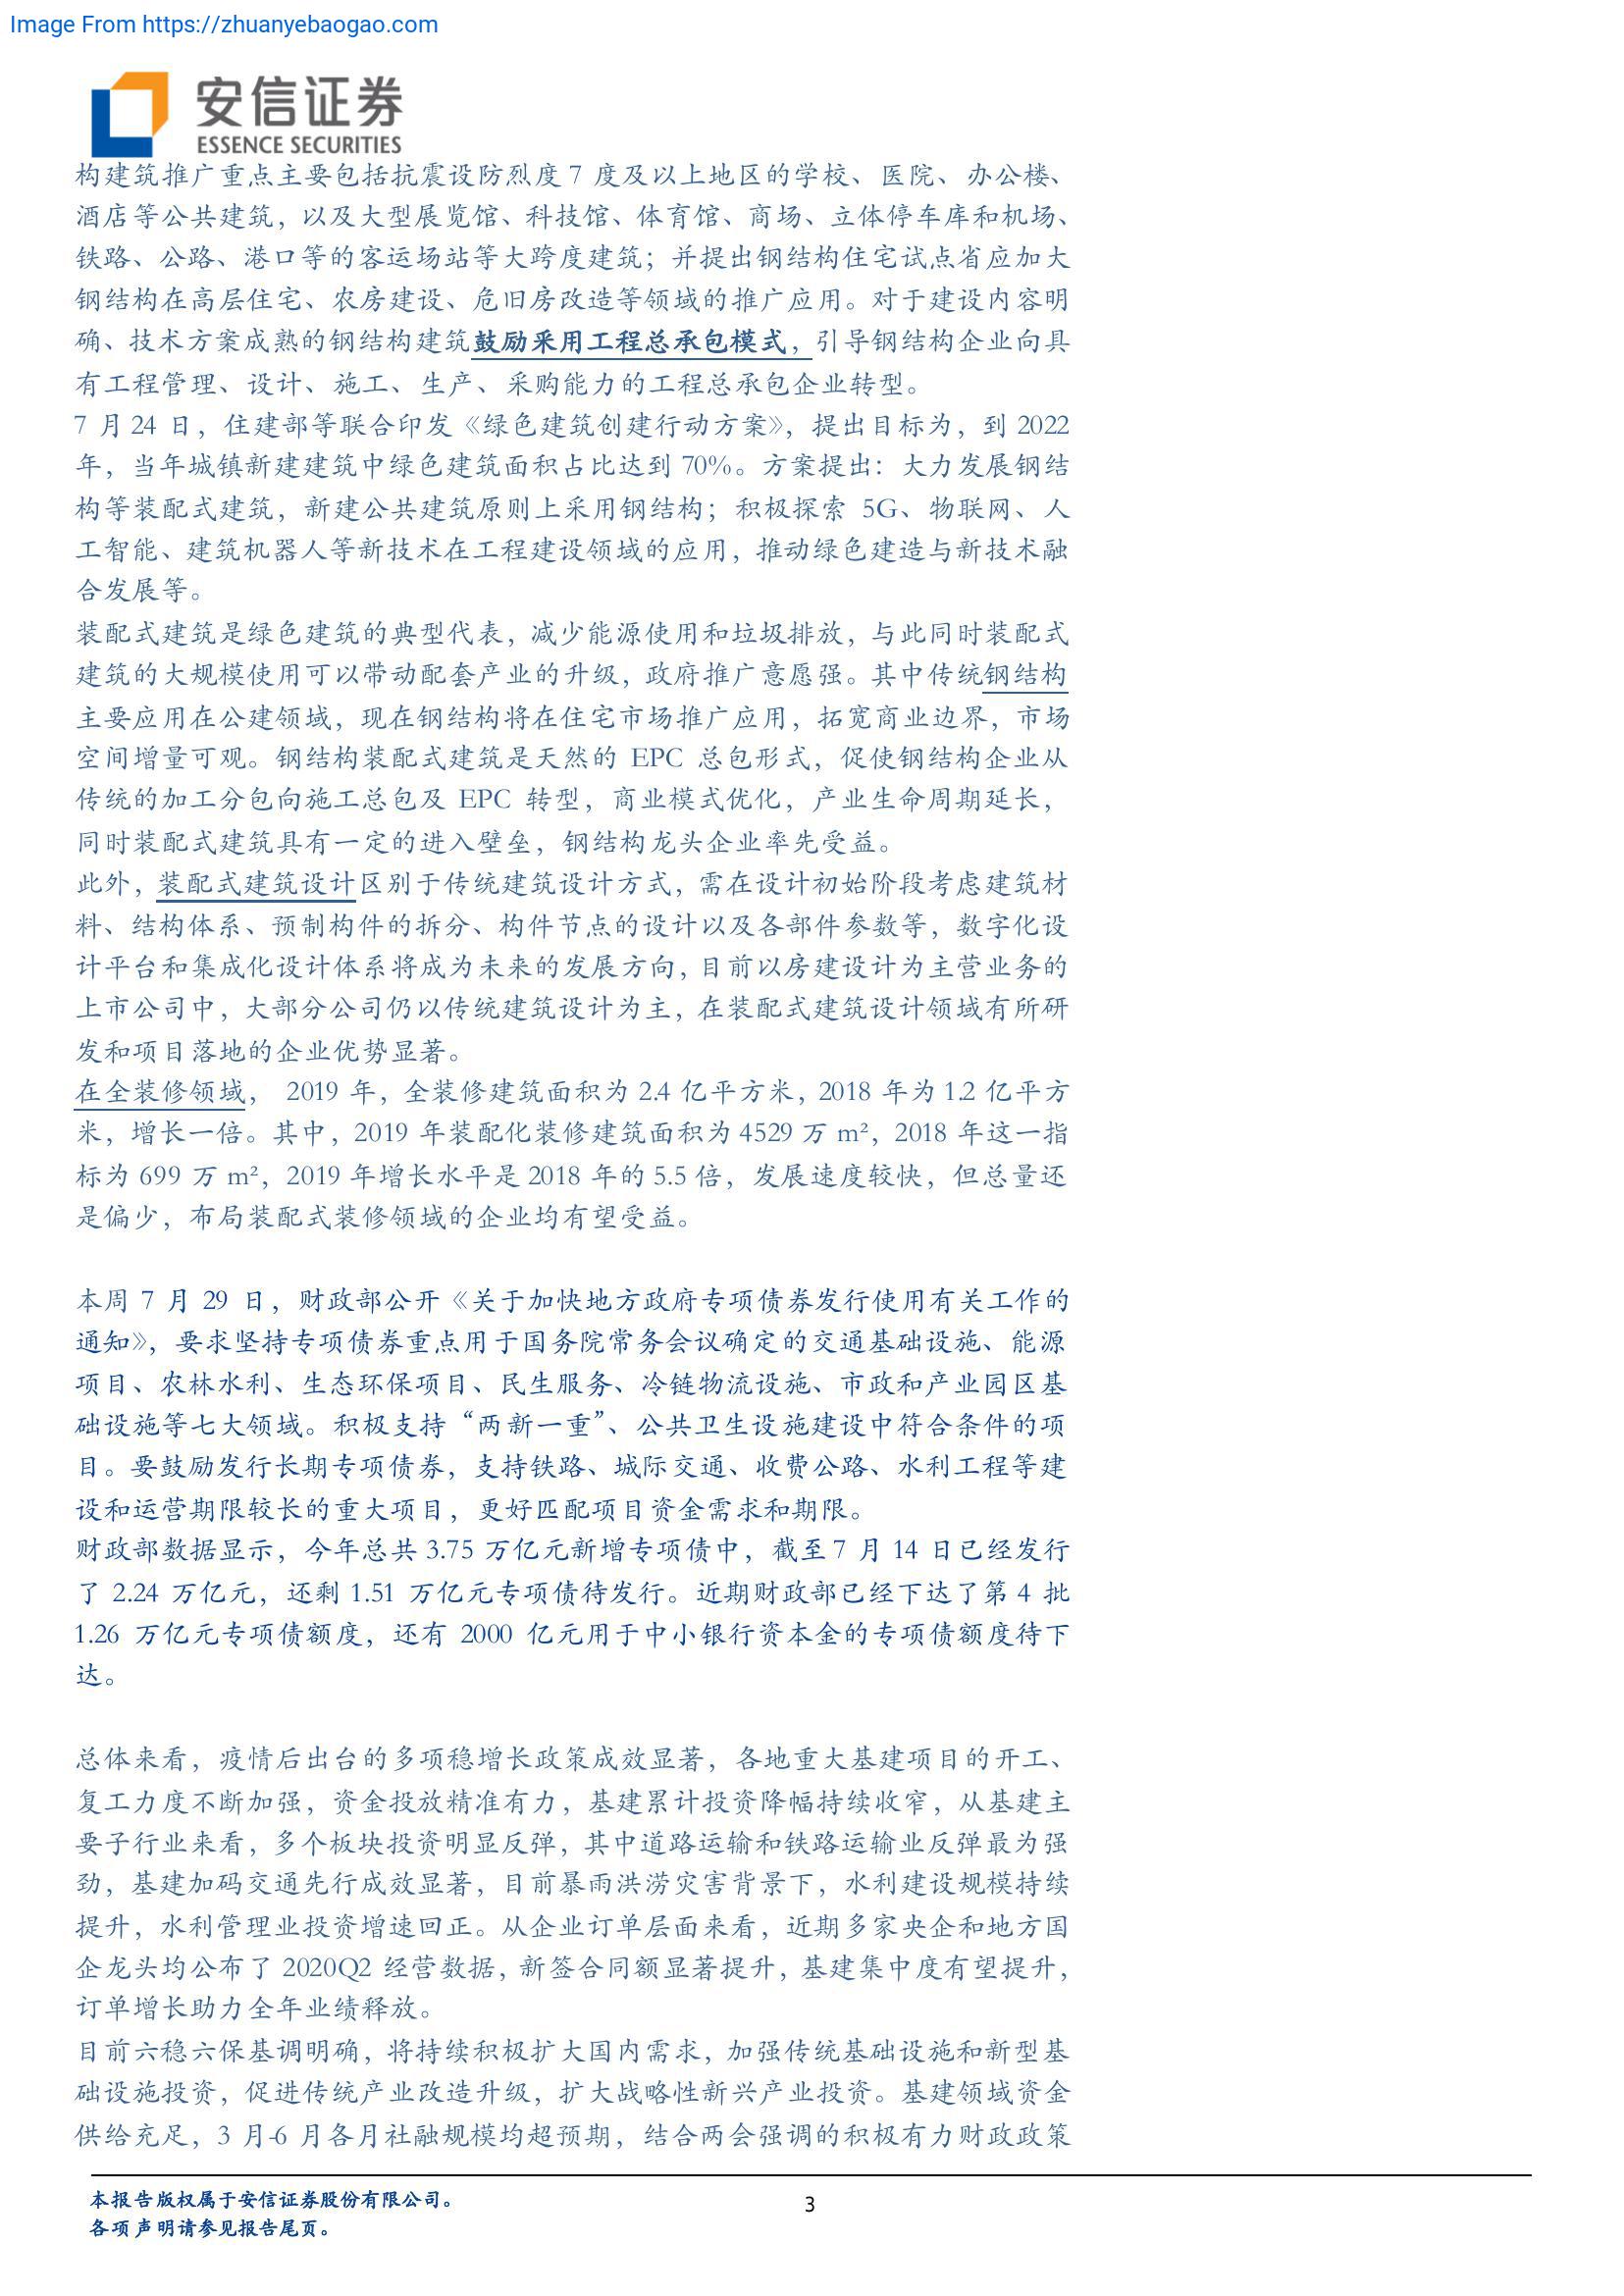 Image From https://zhuanyebaogao.com
安信证券
ESSENCE SECURITIES
构建筑推广重点主要包括抗震设防烈度 7 度及以上地区的学校、医院、办公楼、
酒店等公共建筑，以及大型展览馆、科技馆、体育馆、商场、立体停车库和机场、
铁路、公路、港口等的客运场站等大跨度建筑；并提出钢结构住宅试点省应加大
钢结构在高层住宅、农房建设、危旧房改造等领域的推广应用。对于建设内容明
确、技术方案成熟的钢结构建筑鼓励采用工程总承包模式，引导钢结构企业向具
有工程管理、设计、施工、生产、采购能力的工程总承包企业转型。
7 月 24 日，住建部等联合印发《绿色建筑创建行动方案》，提出目标为，到 2022
年，当年城镇新建建筑中绿色建筑面积占比达到 70%。方案提出：大力发展钢结
构等装配式建筑，新建公共建筑原则上采用钢结构；积极探索 5G、物联网、人
工智能、建筑机器人等新技术在工程建设领域的应用，推动绿色建造与新技术融
合发展等。
装配式建筑是绿色建筑的典型代表，减少能源使用和垃圾排放，与此同时装配式
建筑的大规模使用可以带动配套产业的升级，政府推广意愿强。其中传统钢结构
主要应用在公建领域，现在钢结构将在住宅市场推广应用，拓宽商业边界，市场
空间增量可观。钢结构装配式建筑是天然的 EPC 总包形式，促使钢结构企业从
传统的加工分包向施工总包及 EPC 转型，商业模式优化，产业生命周期延长，
同时装配式建筑具有一定的进入壁垒，钢结构龙头企业率先受益。
此外，装配式建筑设计区别于传统建筑设计方式，需在设计初始阶段考虑建筑材
料、结构体系、预制构件的拆分、构件节点的设计以及各部件参数等，数字化设
计平台和集成化设计体系将成为未来的发展方向，目前以房建设计为主营业务的
上市公司中，大部分公司仍以传统建筑设计为主，在装配式建筑设计领域有所研
发和项目落地的企业优势显著。
在全装修领域， 2019 年，全装修建筑面积为 2.4 亿平方米，2018 年为 1.2 亿平方
米，增长一倍。其中，2019 年装配化装修建筑面积为 4529 万 m²，2018 年这一指
标为 699 万 m²，2019 年增长水平是 2018 年的 5.5 倍，发展速度较快，但总量还
是偏少，布局装配式装修领域的企业均有望受益。
本周 7 月 29 日，财政部公开《关于加快地方政府专项债券发行使用有关工作的
通知》，要求坚持专项债券重点用于国务院常务会议确定的交通基础设施、能源
项目、农林水利、生态环保项目、民生服务、冷链物流设施、市政和产业园区基
础设施等七大领域。积极支持“两新一重”、公共卫生设施建设中符合条件的项
目。要鼓励发行长期专项债券，支持铁路、城际交通、收费公路、水利工程等建
设和运营期限较长的重大项目，更好匹配项目资金需求和期限。
财政部数据显示，今年总共 3.75 万亿元新增专项债中，截至 7 月 14 日已经发行
了 2.24 万亿元，还剩 1.51 万亿元专项债待发行。近期财政部已经下达了第 4 批
1.26 万亿元专项债额度，还有 2000 亿元用于中小银行资本金的专项债额度待下
达。
总体来看，疫情后出台的多项稳增长政策成效显著，各地重大基建项目的开工、
复工力度不断加强，资金投放精准有力，基建累计投资降幅持续收窄，从基建主
要子行业来看，多个板块投资明显反弹，其中道路运输和铁路运输业反弹最为强
劲，基建加码交通先行成效显著，目前暴雨洪涝灾害背景下，水利建设规模持续
提升，水利管理业投资增速回正。从企业订单层面来看，近期多家央企和地方国
企龙头均公布了 2020Q2 经营数据，新签合同额显著提升，基建集中度有望提升，
订单增长助力全年业绩释放。
目前六稳六保基调明确，将持续积极扩大国内需求，加强传统基础设施和新型基
础设施投资，促进传统产业改造升级，扩大战略性新兴产业投资。基建领域资金
供给充足，3 月-6 月各月社融规模均超预期，结合两会强调的积极有力财政政策
本报告版权属于安信证券股份有限公司。
各项声明请参见报告尾页。
3